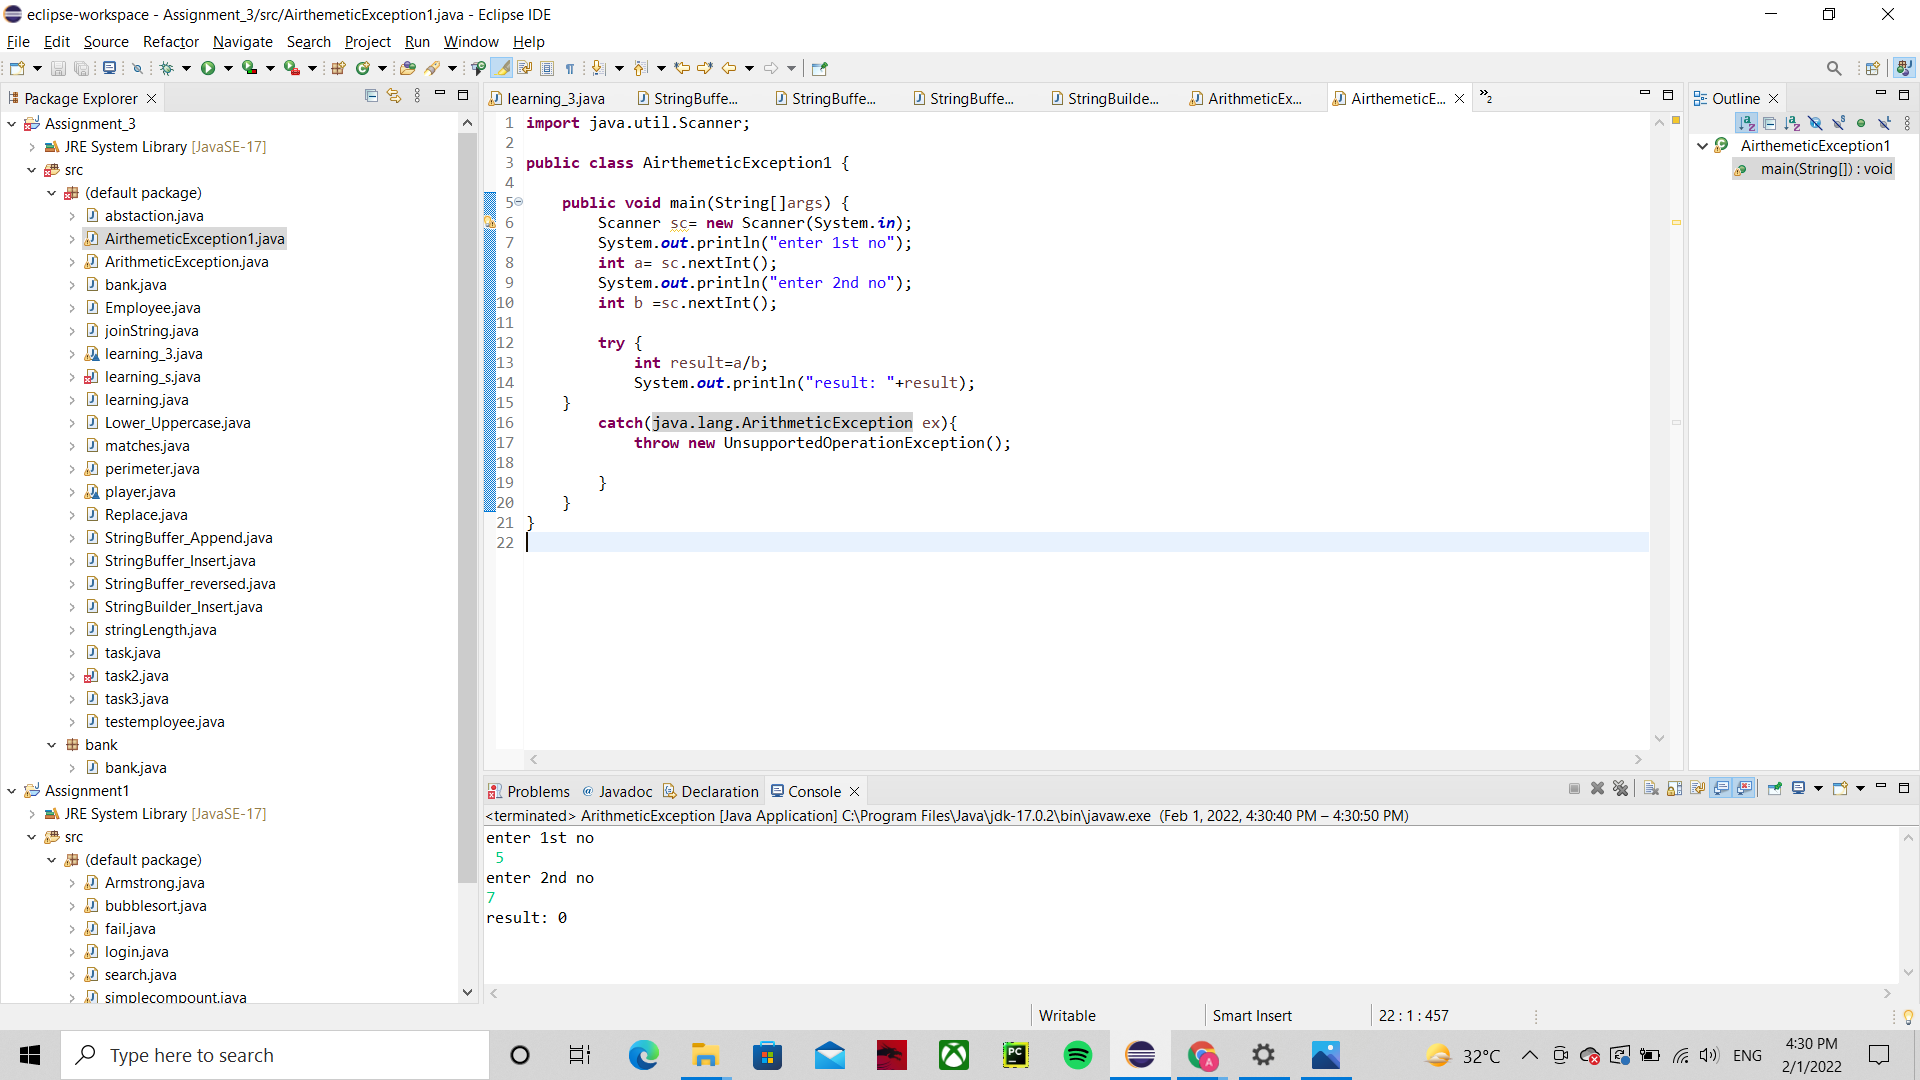 eclipse-workspace - Assignment_3/src/AirthemeticException1.java - Eclipse IDE
File Edit Source Refactor Navigate Search Project Run Window Help
Package Explorer
Assignment_3
JRE System Library [JavaSE-17]
src
(default package)
abstaction.java
AirthemeticException1.java
ArithmeticException.java
bank.java
Employee.java
joinString.java
learning_3.java
learning_s.java
learning.java
Lower_Uppercase.java
matches.java
perimeter.java
player.java
Replace.java
StringBuffer_Append.java
StringBuffer_Insert.java
StringBuffer_reversed.java
StringBuilder_Insert.java
stringLength.java
task.java
task2.java
task3.java
testemployee.java
bank
bank.java
Assignment1
JRE System Library [JavaSE-17]
src
(default package)
Armstrong.java
bubblesort.java
fail.java
login.java
search.java
simplecompount.java
learning_3.java StringBuffe... StringBuffe... StringBuffe... StringBuilde... ArithmeticEx... AirthemeticE... 2
1 import java.util.Scanner;
2
3 public class AirthemeticException1 {
4
5 public void main(String[]args) {
6 Scanner sc= new Scanner(System.in);
7 System.out.println("enter 1st no");
8 int a= sc.nextInt();
9 System.out.println("enter 2nd no");
10 int b =sc.nextInt();
11
12 try {
13 int result=a/b;
14 System.out.println("result: "+result);
15 }
16 catch(java.lang.ArithmeticException ex){
17 throw new UnsupportedOperationException();
18
19 }
20 }
21 }
22
Outline
AirthemeticException1
main(String[]) : void
Problems @ Javadoc Declaration Console
<terminated> ArithmeticException [Java Application] C:\Program Files\Java\jdk-17.0.2\bin\javaw.exe (Feb 1, 2022, 4:30:40 PM – 4:30:50 PM)
enter 1st no
5
enter 2nd no
7
result: 0
Writable Smart Insert 22 : 1 : 457
Type here to search
PC
A
32°C
ENG
4:30 PM
2/1/2022